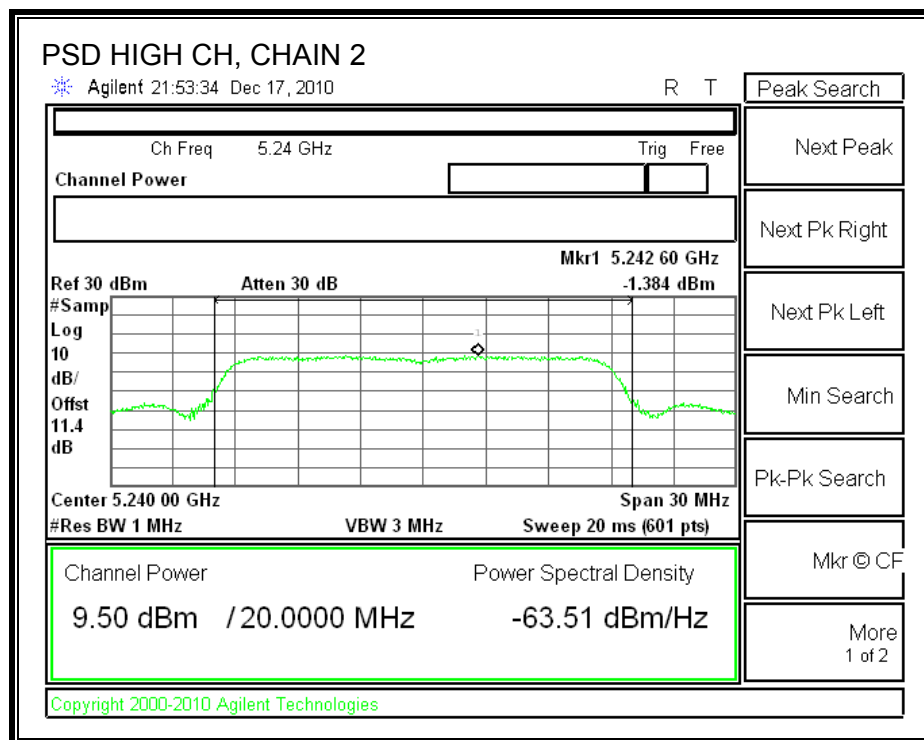 PSD HIGH CH, CHAIN 2
Agilent 21:53:34 Dec 17, 2010 R T
Peak Search
Ch Freq 5.24 GHz Trig Free
Channel Power
Mkr1 5.242 60 GHz
Ref 30 dBm Atten 30 dB -1.384 dBm
#Samp
Log
10
dB/
Offst
11.4
dB
1
Center 5.240 00 GHz Span 30 MHz
#Res BW 1 MHz VBW 3 MHz Sweep 20 ms (601 pts)
Channel Power Power Spectral Density
9.50 dBm / 20.0000 MHz -63.51 dBm/Hz
Next Peak
Next Pk Right
Next Pk Left
Min Search
Pk-Pk Search
Mkr © CF
More
1 of 2
Copyright 2000-2010 Agilent Technologies